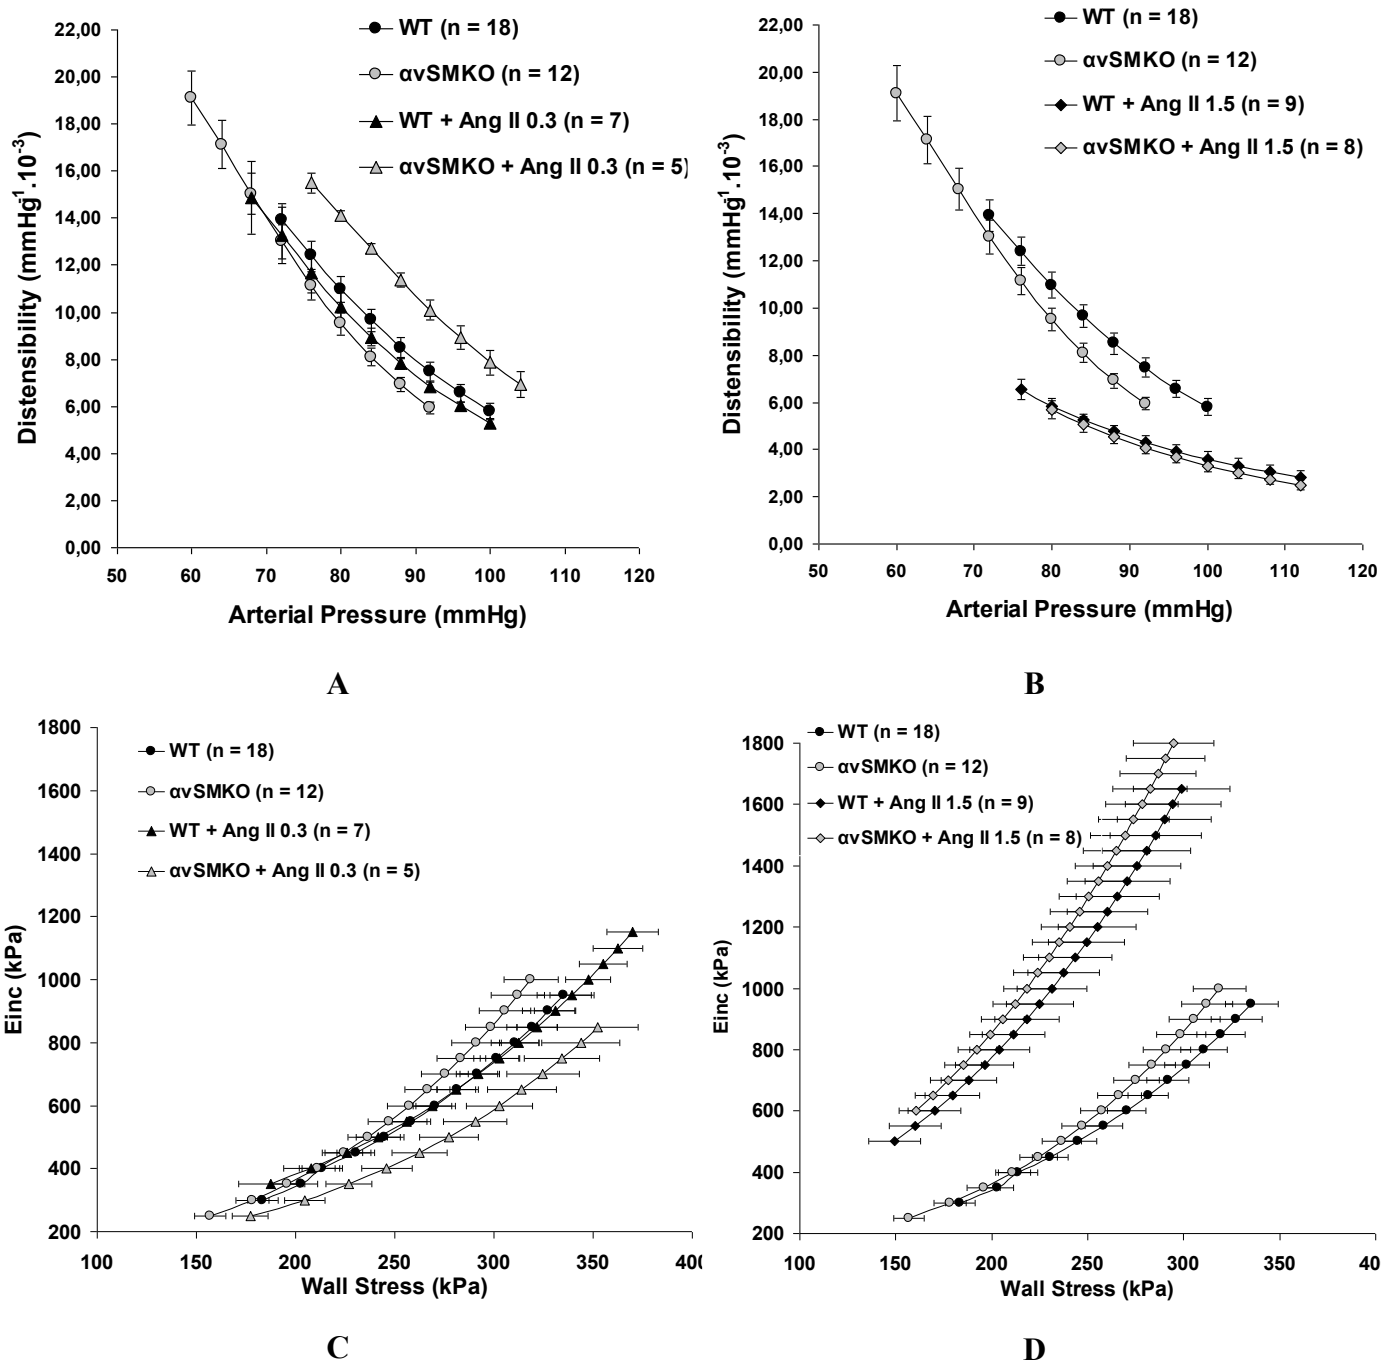 WT (n = 18)
αvSMKO (n = 12)
WT + Ang II 0.3 (n = 7)
αvSMKO + Ang II 0.3 (n = 5)
22,00
20,00
18,00
16,00
14,00
12,00
10,00
8,00
6,00
4,00
2,00
0,00
Distensibility (mmHg-1.10-3)
50 60 70 80 90 100 110 120
Arterial Pressure (mmHg)
A
WT (n = 18)
αvSMKO (n = 12)
WT + Ang II 1.5 (n = 9)
αvSMKO + Ang II 1.5 (n = 8)
22,00
20,00
18,00
16,00
14,00
12,00
10,00
8,00
6,00
4,00
2,00
0,00
Distensibility (mmHg-1.10-3)
50 60 70 80 90 100 110 120
Arterial Pressure (mmHg)
B
WT (n = 18)
αvSMKO (n = 12)
WT + Ang II 0.3 (n = 7)
αvSMKO + Ang II 0.3 (n = 5)
1800
1600
1400
1200
1000
800
600
400
200
Einc (kPa)
100 150 200 250 300 350 400
Wall Stress (kPa)
C
WT (n = 18)
αvSMKO (n = 12)
WT + Ang II 1.5 (n = 9)
αvSMKO + Ang II 1.5 (n = 8)
1800
1600
1400
1200
1000
800
600
400
200
Einc (kPa)
100 150 200 250 300 350 40
Wall Stress (kPa)
D